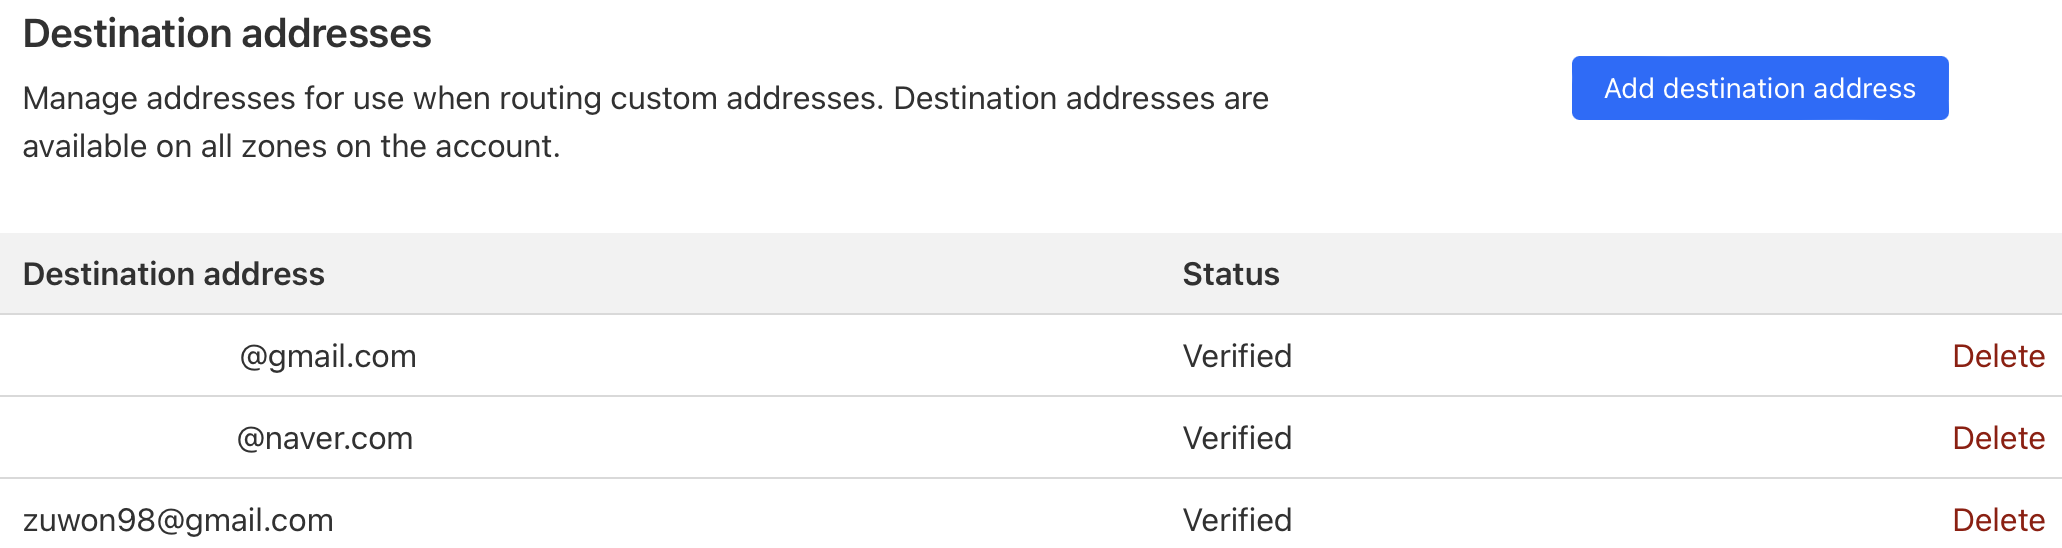 Destination addresses
Manage addresses for use when routing custom addresses. Destination addresses are
available on all zones on the account.
Add destination address
Destination address Status
@gmail.com Verified Delete
@naver.com Verified Delete
zuwon98@gmail.com Verified Delete